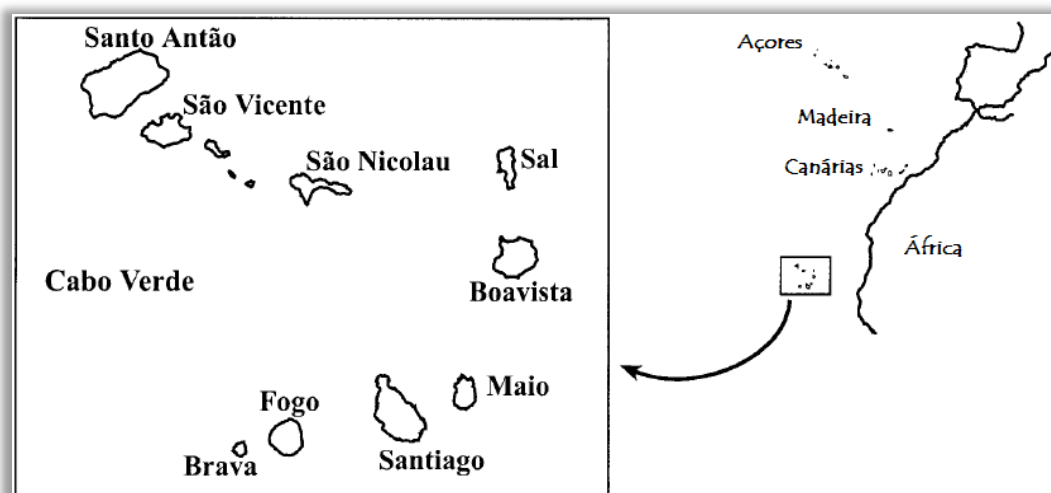 Santo Antão
São Vicente
São Nicolau
Sal
Cabo Verde
Boavista
Maio
Fogo
Brava
Santiago
Açores
Madeira
Canárias
África